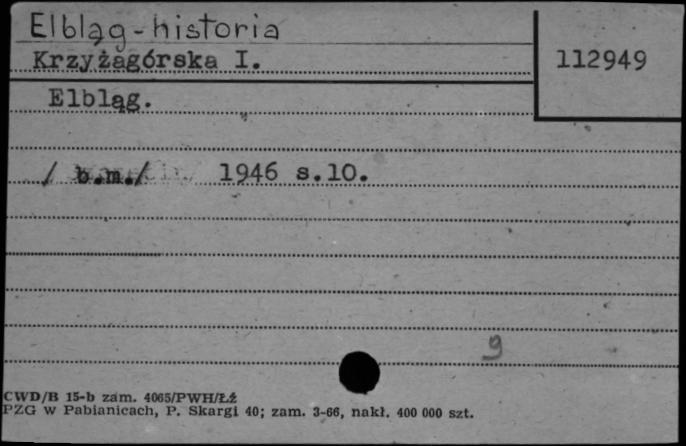 Elbląg-historia
Krzyżagórska I.
112949
Elbląg.
/ b.m./ 1946 s.10.
9
CWD/B 15-b zam. 4065/PWH/Łź
PZG w Pabianicach, P. Skargi 40; zam. 3-66, nakł. 400 000 szt.